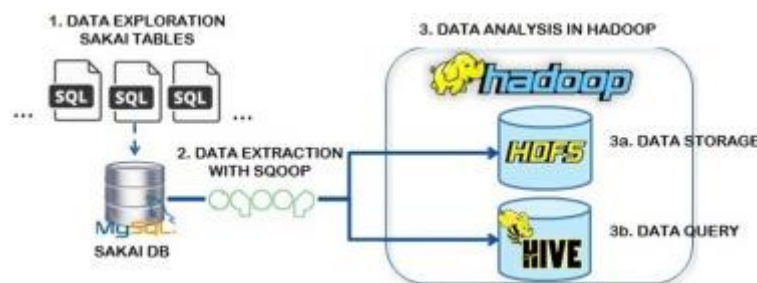 1. DATA EXPLORATION
SAKAI TABLES
... SQL SQL SQL ...
MySQL
SAKAI DB
2. DATA EXTRACTION
WITH SQOOP
sqoop
3. DATA ANALYSIS IN HADOOP
hadoop
HDFS
3a. DATA STORAGE
HIVE
3b. DATA QUERY